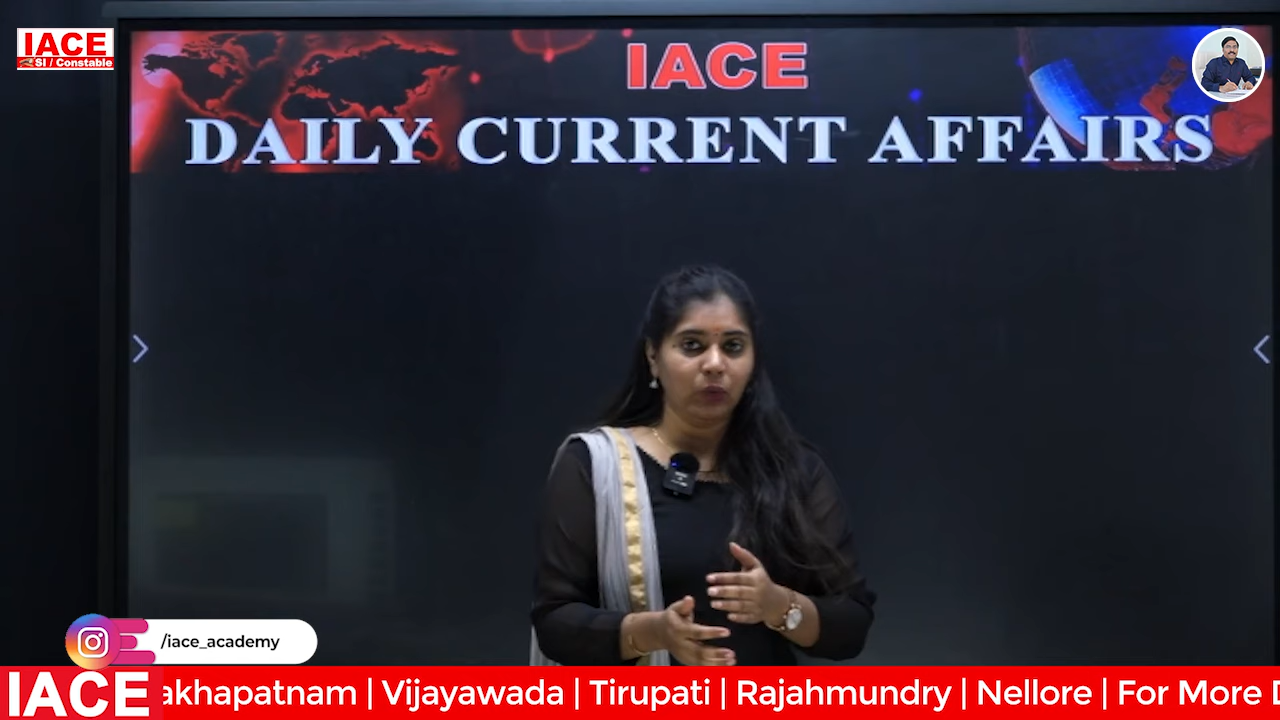 IACE
SI / Constable
IACE
DAILY CURRENT AFFAIRS
/iace_academy
IACE
akhapatnam | Vijayawada | Tirupati | Rajahmundry | Nellore | For More